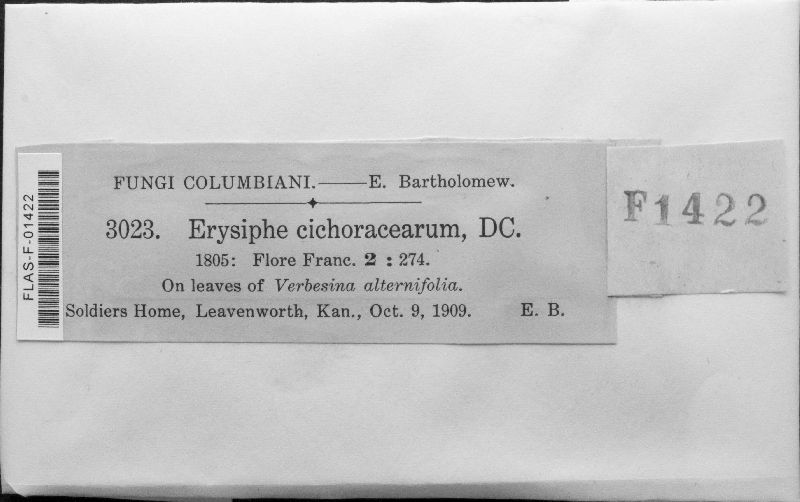 FUNGI COLUMBIANI.——E. Bartholomew.
3023. Erysiphe cichoracearum, DC.
1805: Flore Franc. 2 : 274.
On leaves of Verbesina alternifolia.
Soldiers Home, Leavenworth, Kan., Oct. 9, 1909. E. B.
FLAS-F-01422
F1422